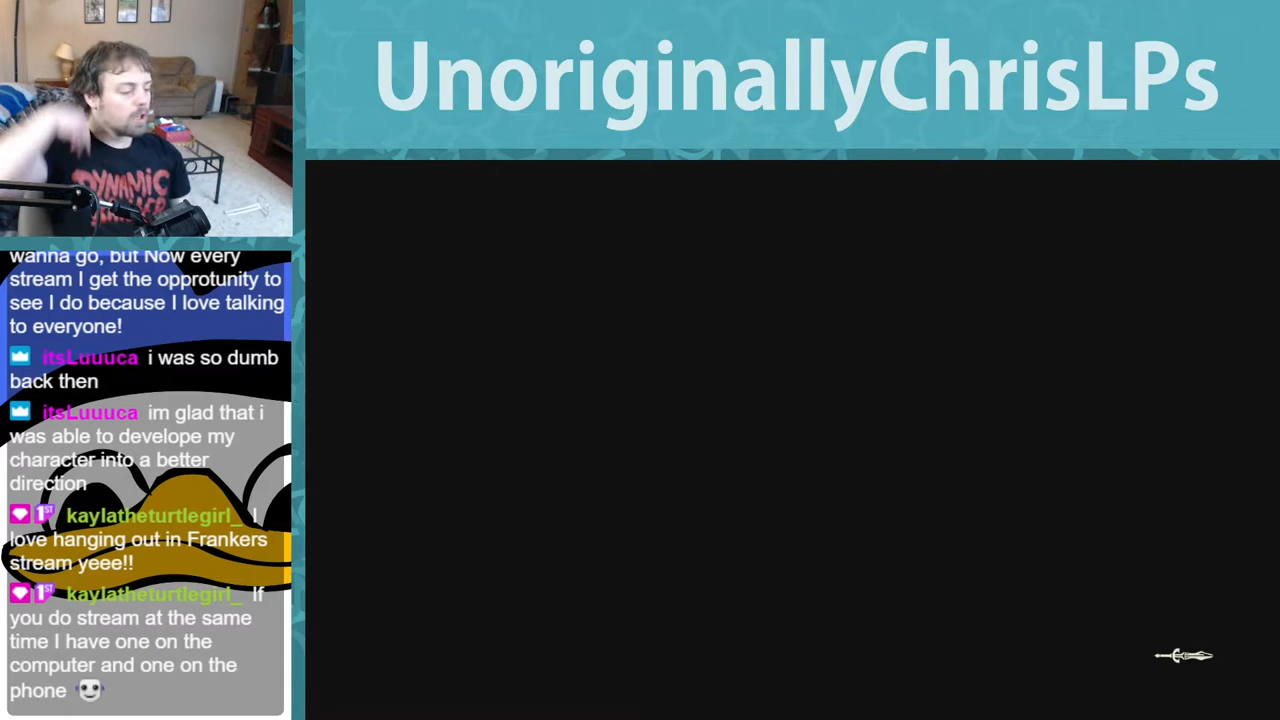 UnoriginallyChrisLPs
DYNAMIC
wanna go, but Now every
stream I get the opprotunity to
see I do because I love talking
to everyone!
itsLuuuca i was so dumb
back then
itsLuuuca im glad that i
was able to develope my
character into a better
direction
1ST kaylatheturtlegirl_ I
love hanging out in Frankers
stream yeee!!
1ST kaylatheturtlegirl_ If
you do stream at the same
time I have one on the
computer and one on the
phone